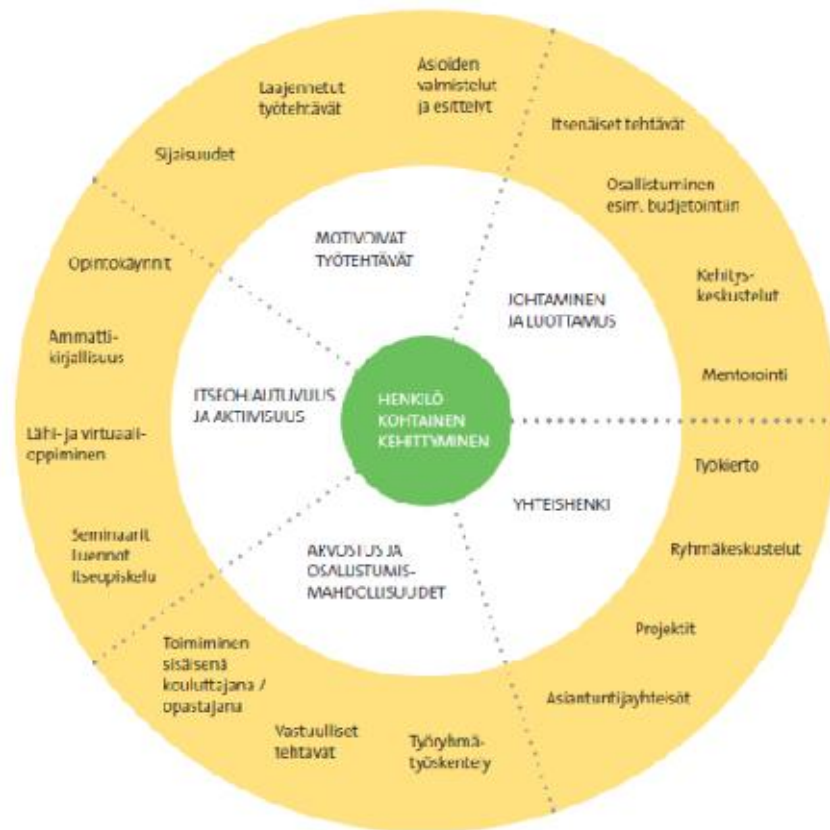 Asioiden
valmistelut
ja esittelyt
Laajennetut
työtehtävät
Sijaisuudet
Itsenäiset tehtävät
Osallistuminen
esim. budjetointiin
Kehitys-
keskustelut
Mentorointi
Opintokäynnit
Ammatti-
kirjallisuus
Lähi- ja virtuaali-
oppiminen
Seminaarit
Luennot
Itseopiskelu
MOTIVOIVAT
TYÖTEHTÄVÄT
JOHTAMINEN
JA LUOTTAMUS
ITSEOHJAUTUVUUS
JA AKTIIVISUUS
HENKILÖ
KOHTAINEN
KEHITTYMINEN
YHTEISHENKI
ARVOSTUS JA
OSALLISTUMIS-
MAHDOLLISUUDET
Työkierto
Ryhmäkeskustelut
Projektit
Asiantuntijayhteisöt
Toimiminen
sisäisenä
kouluttajana /
opastajana
Vastuulliset
tehtävät
Työryhmä-
työskentely